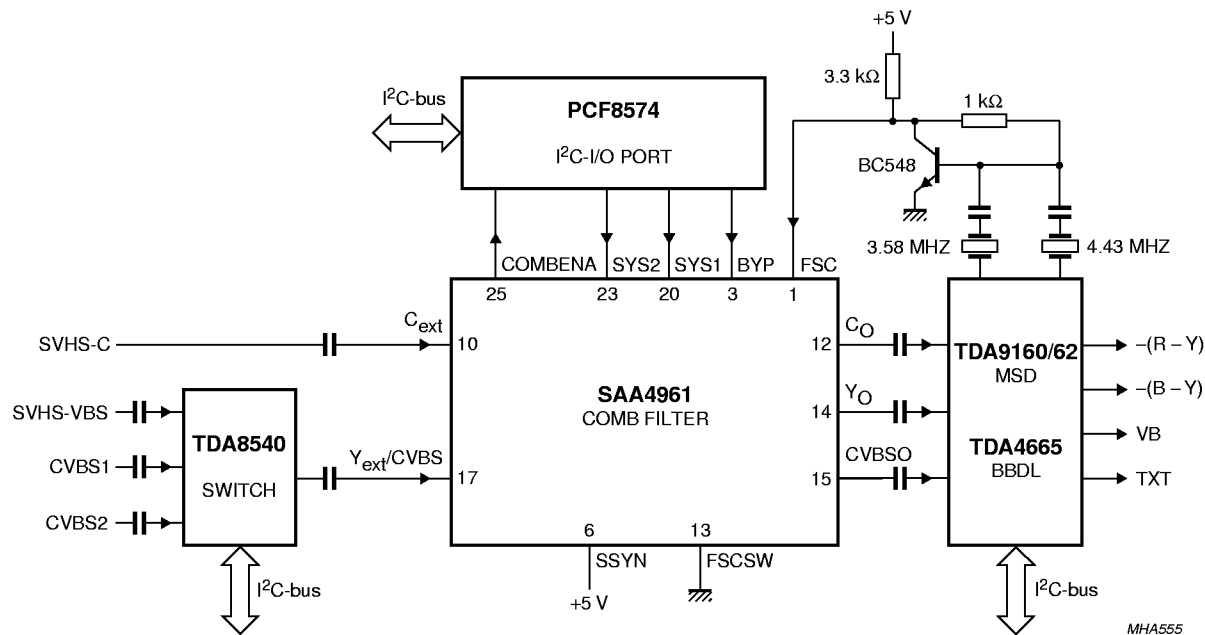 +5 V
3.3 kΩ
1 kΩ
I²C-bus
PCF8574
I²C-I/O PORT
BC548
3.58 MHZ
4.43 MHZ
COMBENA
SYS2
SYS1
BYP
FSC
25
23
20
3
1
SVHS-C
Cext
10
SAA4961
COMB FILTER
12
CO
TDA9160/62
MSD
–(R – Y)
–(B – Y)
SVHS-VBS
TDA8540
SWITCH
CVBS1
CVBS2
Yext/CVBS
17
14
YO
15
CVBSO
TDA4665
BBDL
VB
TXT
6
SSYN
+5 V
13
FSCSW
I²C-bus
I²C-bus
MHA555